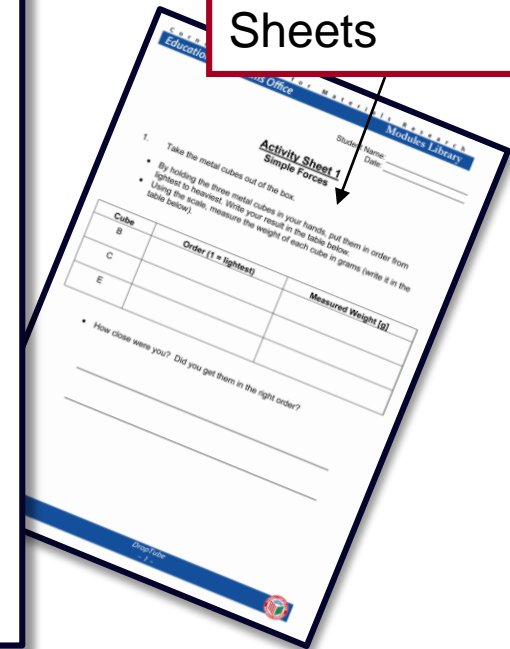 Sheets
Modules Library
Student Name:
Date:
Activity Sheet 1
Simple Forces
1. Take the metal cubes out of the box.
• By holding the three metal cubes in your hands, put them in order from
lightest to heaviest. Write your result in the table below.
• Using the scale, measure the weight of each cube in grams (write it in the
table below).
Cube Order (1 = lightest) Measured Weight [g]
B
C
E
• How close were you? Did you get them in the right order?
DropTube
- 1 -